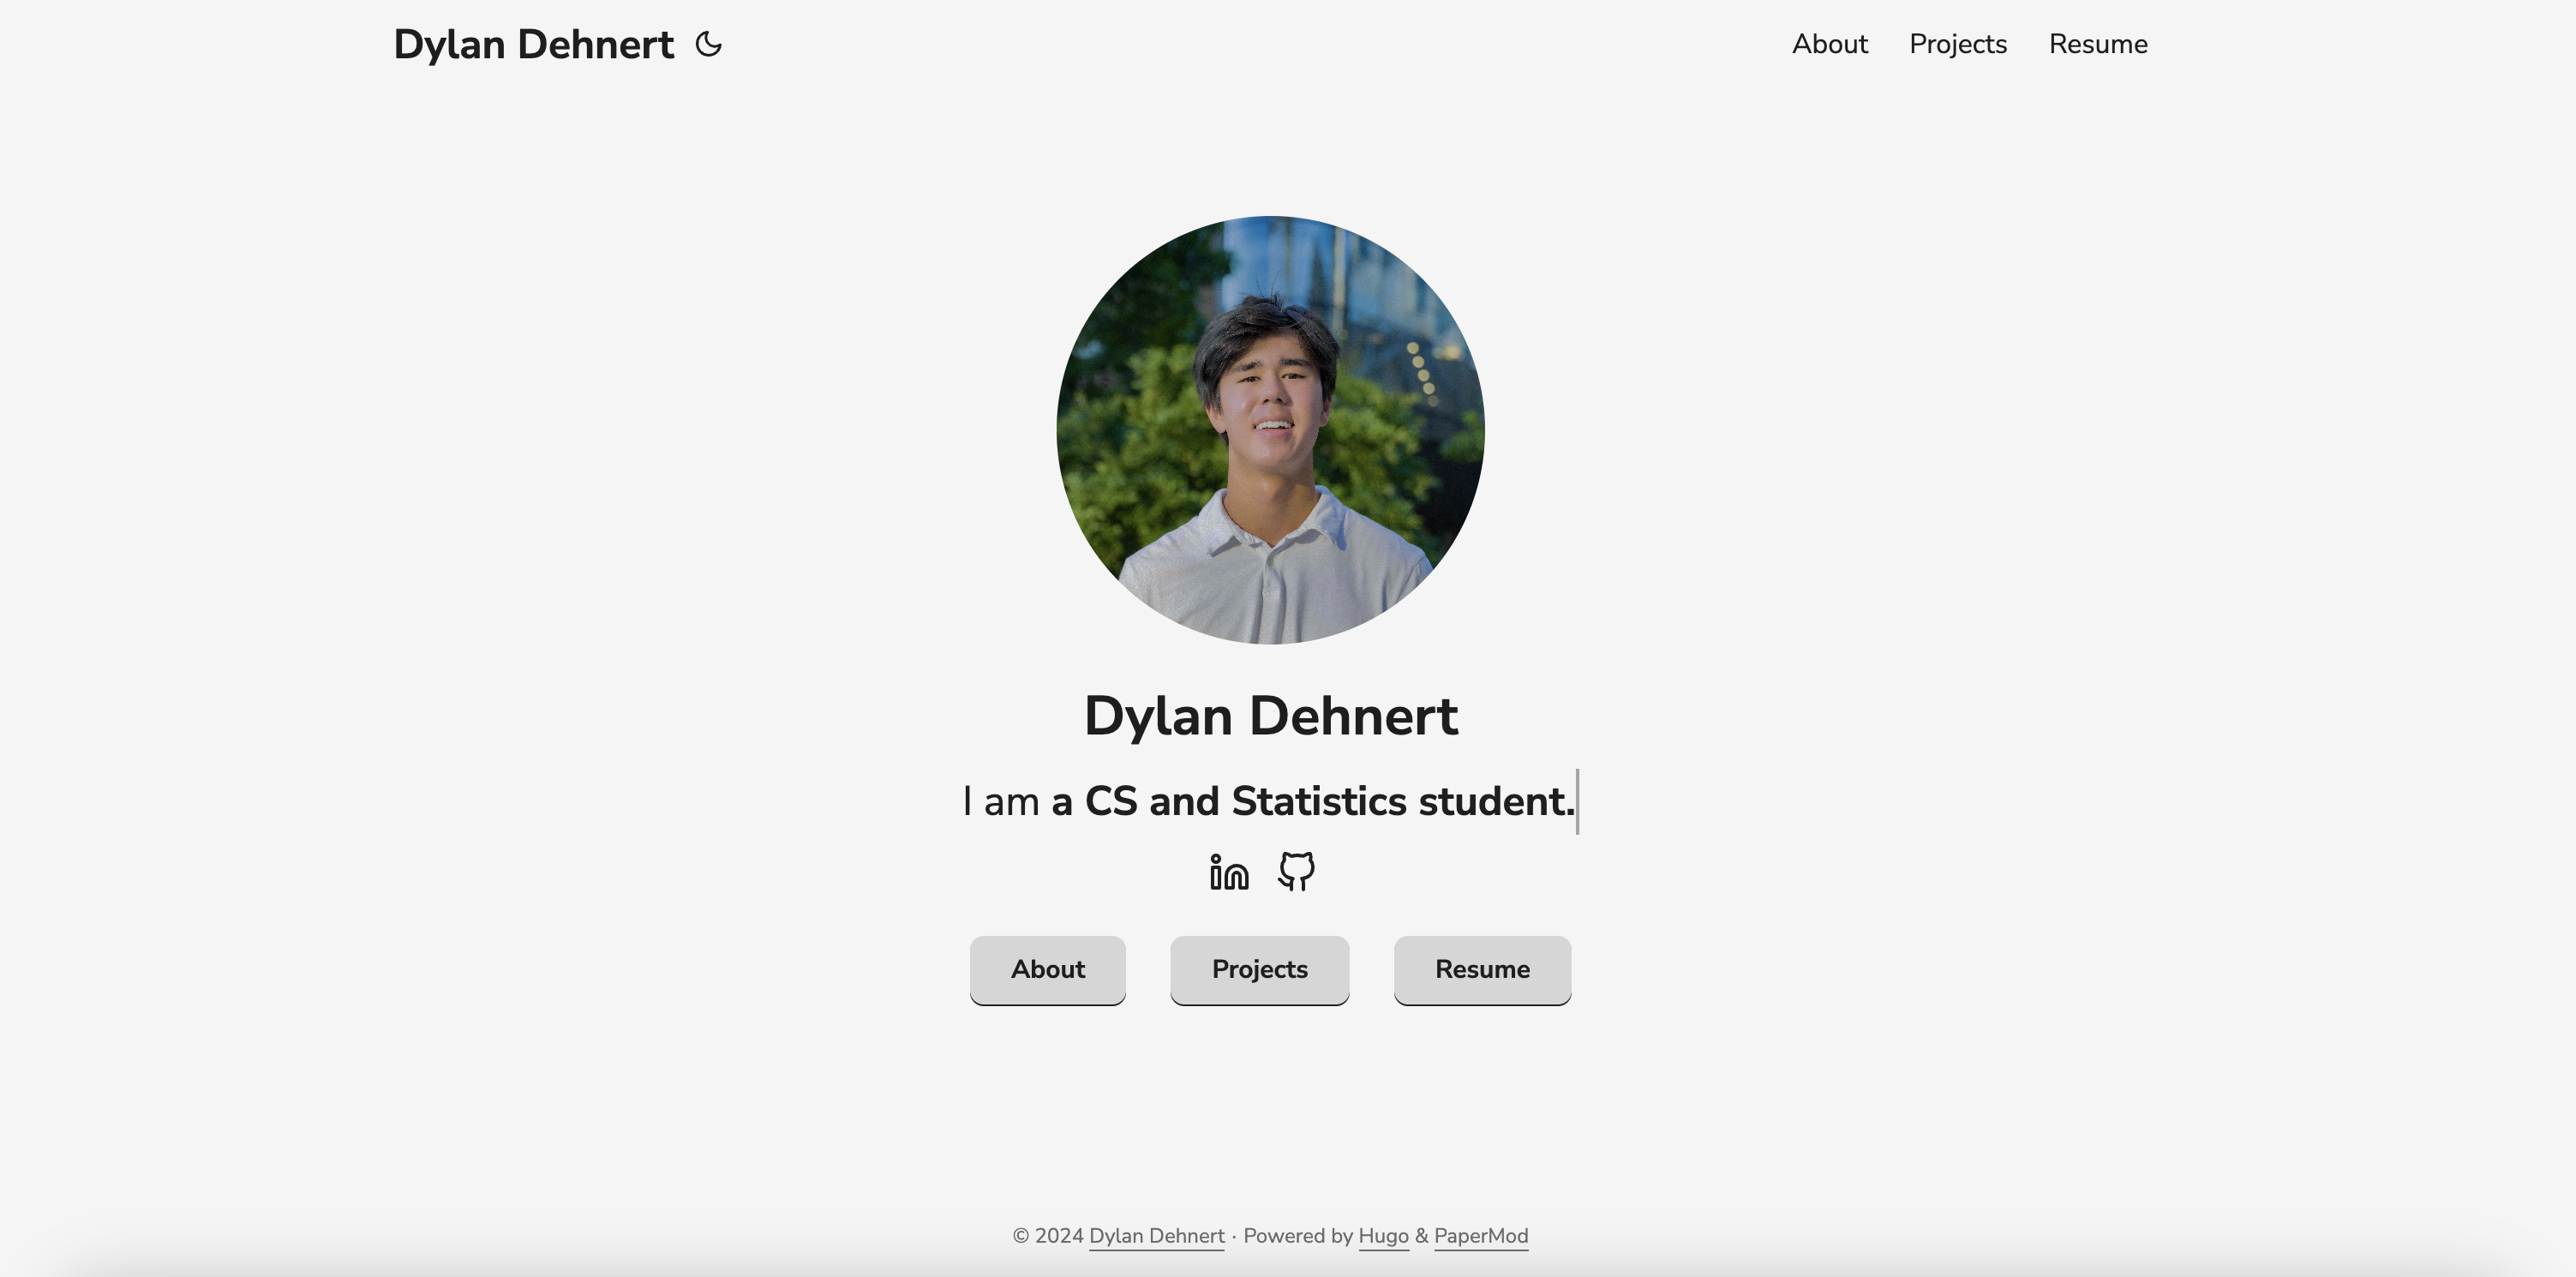 Dylan Dehnert
About Projects Resume
Dylan Dehnert
I am a CS and Statistics student.
About Projects Resume
© 2024 Dylan Dehnert · Powered by Hugo & PaperMod